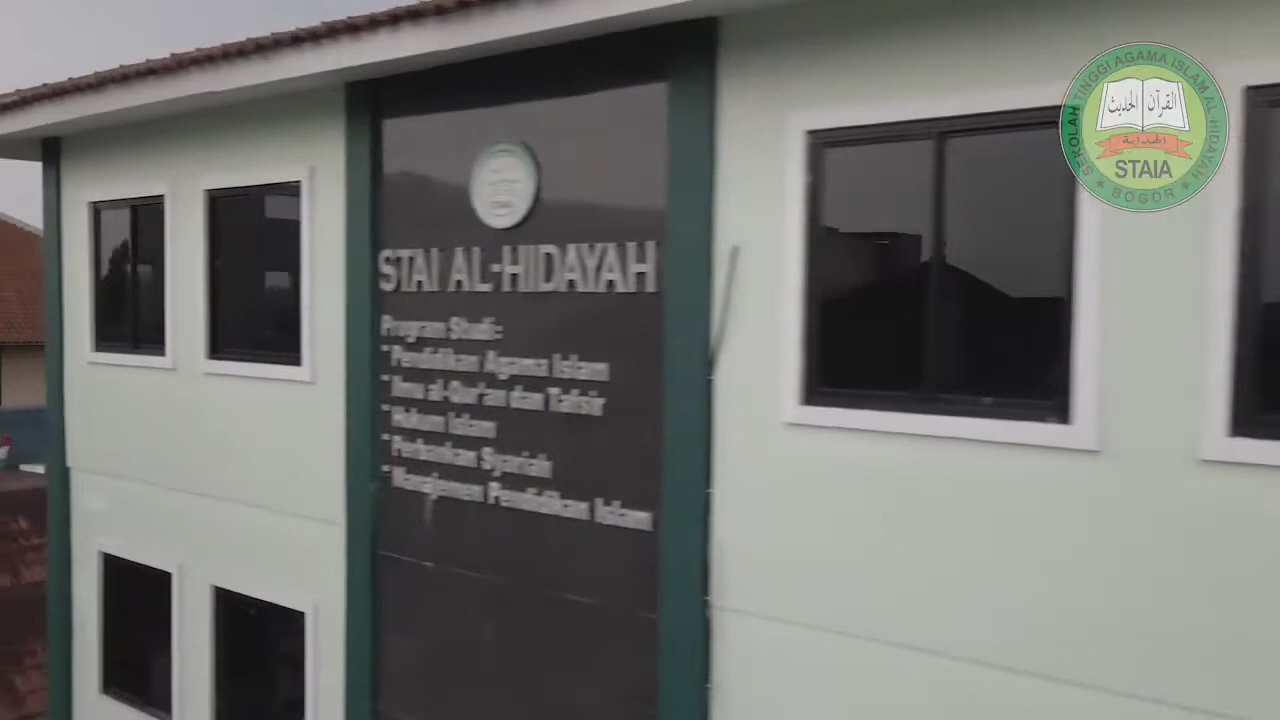 STAI AL-HIDAYAH
Program Studi:
- Pendidikan Agama Islam
- Ilmu al-Qur'an dan Tafsir
- Hukum Islam
- Perbankan Syariah
- Manajemen Pendidikan Islam
SEKOLAH TINGGI AGAMA ISLAM AL-HIDAYAH
القرآن الحديث
الهداية
STAIA
★ BOGOR ★